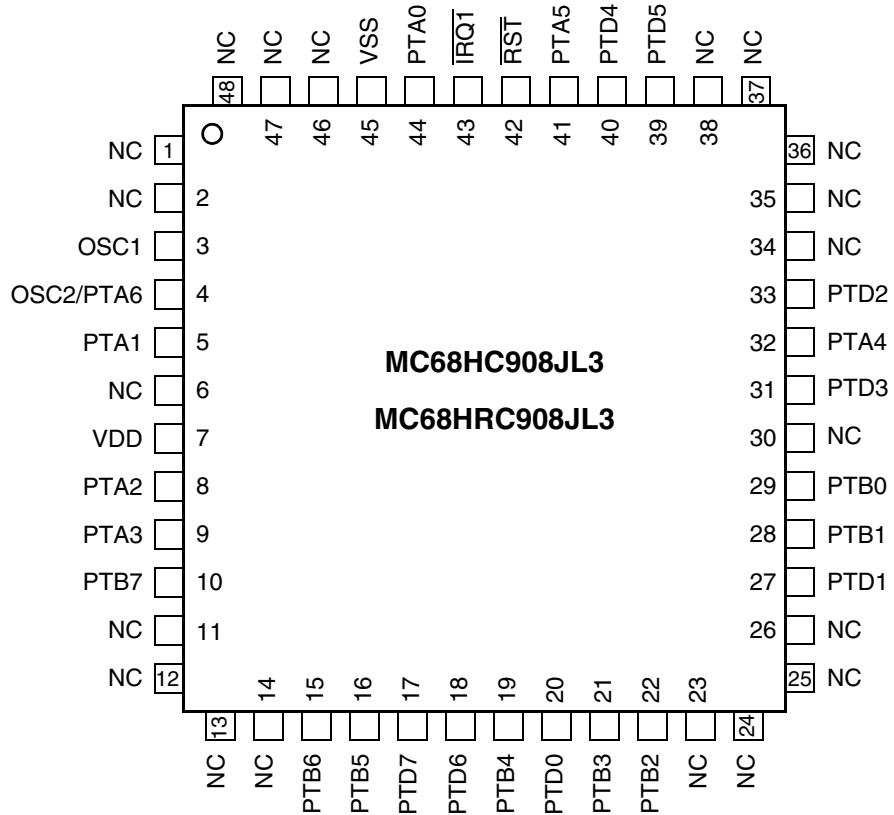 NC NC NC VSS PTA0 IRQ1 RST PTA5 PTD4 PTD5 NC NC
48 37
47 46 45 44 43 42 41 40 39 38
NC 1 36 NC
NC 2 35 NC
OSC1 3 34 NC
OSC2/PTA6 4 33 PTD2
PTA1 5 32 PTA4
MC68HC908JL3
NC 6 31 PTD3
MC68HRC908JL3
VDD 7 30 NC
PTA2 8 29 PTB0
PTA3 9 28 PTB1
PTB7 10 27 PTD1
NC 11 26 NC
NC 12 25 NC
14 15 16 17 18 19 20 21 22 23
13 24
NC NC PTB6 PTB5 PTD7 PTD6 PTB4 PTD0 PTB3 PTB2 NC NC